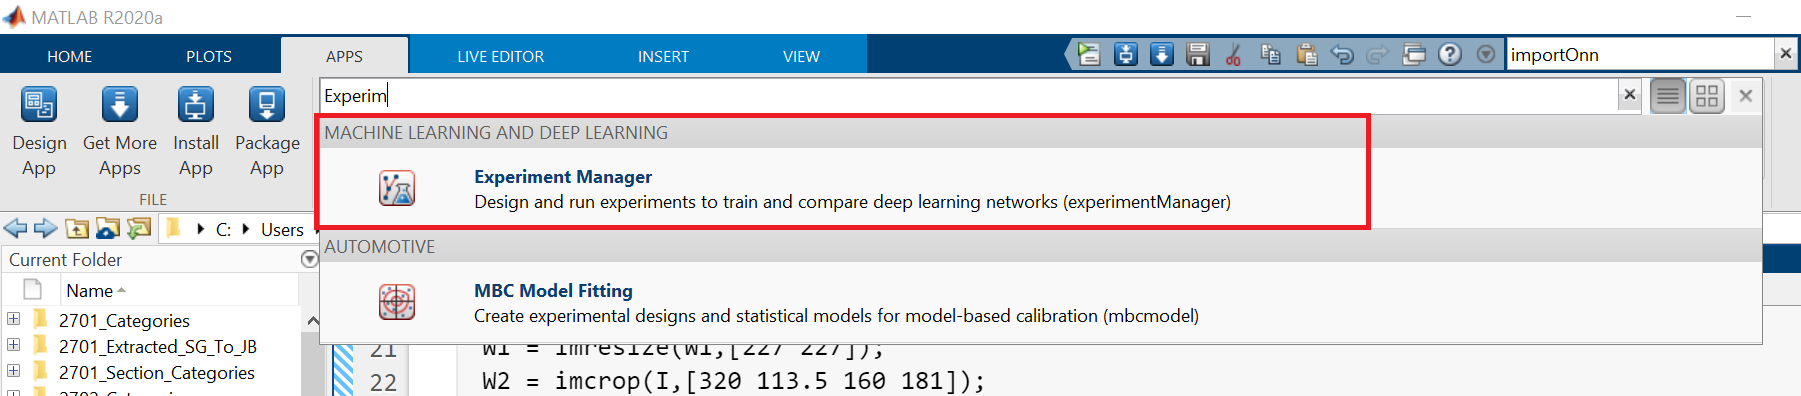 MATLAB R2020a
HOME PLOTS APPS LIVE EDITOR INSERT VIEW
importOnn
Experim
Design App
Get More Apps
Install App
Package App
FILE
MACHINE LEARNING AND DEEP LEARNING
Experiment Manager
Design and run experiments to train and compare deep learning networks (experimentManager)
AUTOMOTIVE
MBC Model Fitting
Create experimental designs and statistical models for model-based calibration (mbcmodel)
C: Users
Current Folder
Name
2701_Categories
2701_Extracted_SG_To_JB
2701_Section_Categories
21 W1 = imresize(W1,[227 227]);
22 W2 = imcrop(I,[320 113.5 160 181]);